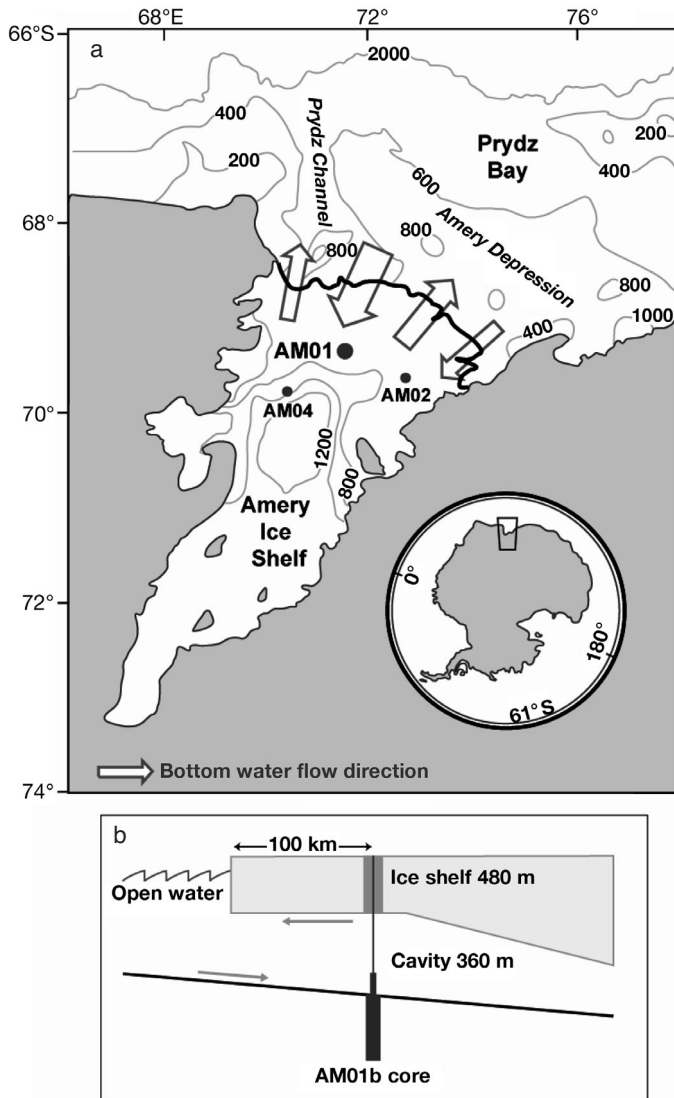 68°E
72°
76°
66°S
a
2000
400
200
Prydz Channel
Prydz
Bay
200
400
600
68°
800
800
Amery Depression
800
1000
400
AM01
AM02
AM04
70°
1200
800
Amery
Ice
Shelf
72°
0°
180°
61°S
Bottom water flow direction
74°
b
100 km
Ice shelf 480 m
Open water
Cavity 360 m
AM01b core